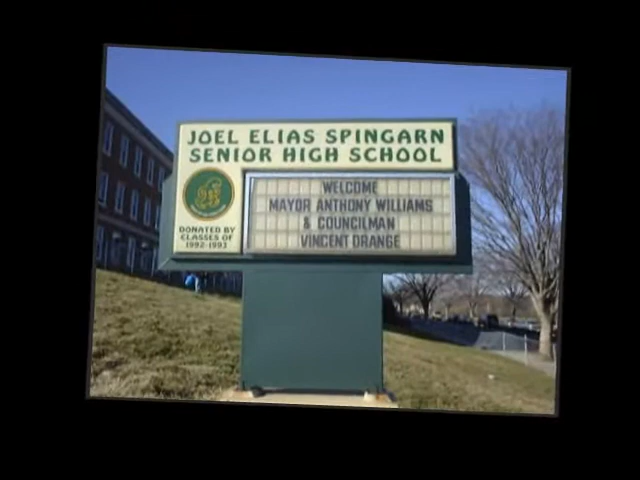 JOEL ELIAS SPINGARN
SENIOR HIGH SCHOOL
WELCOME
MAYOR ANTHONY WILLIAMS
& COUNCILMAN
VINCENT ORANGE
DONATED BY
CLASSES OF
1992-1993